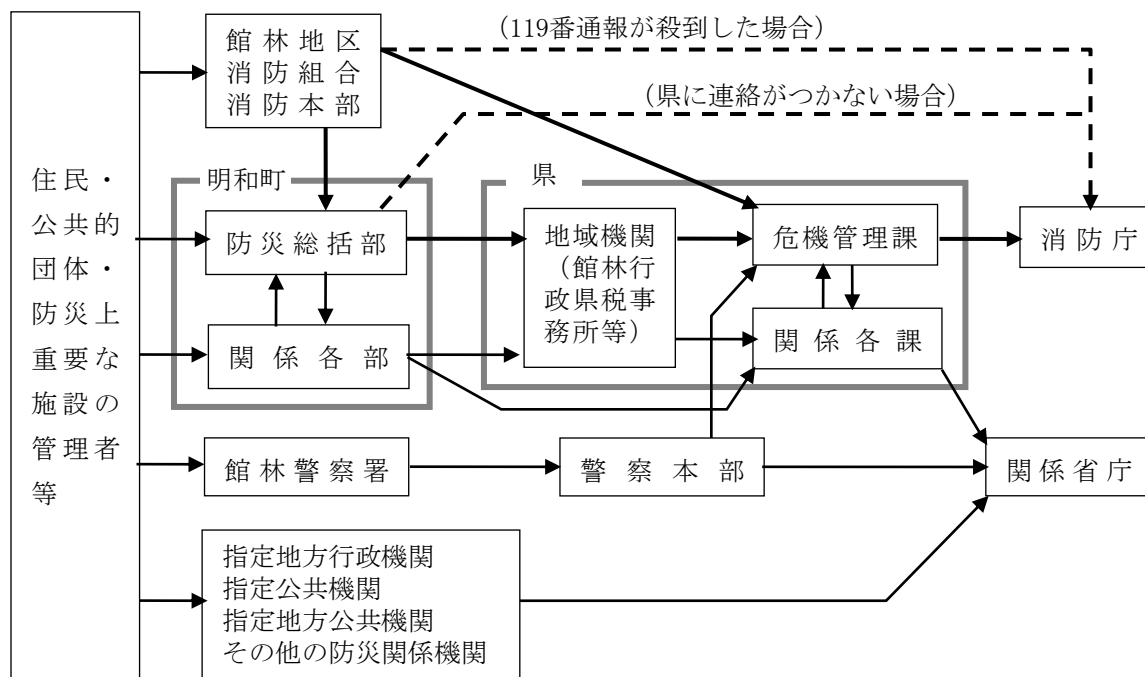 (119番通報が殺到した場合)
館林地区
消防組合
消防本部
(県に連絡がつかない場合)
住民・
公共的
団体・
防災上
重要な
施設の
管理者
等
明和町
県
防災総括部
地域機関
(館林行
政県税事
務所等)
危機管理課
消防庁
関係各部
関係各課
館林警察署
警察本部
関係省庁
指定地方行政機関
指定公共機関
指定地方公共機関
その他の防災関係機関